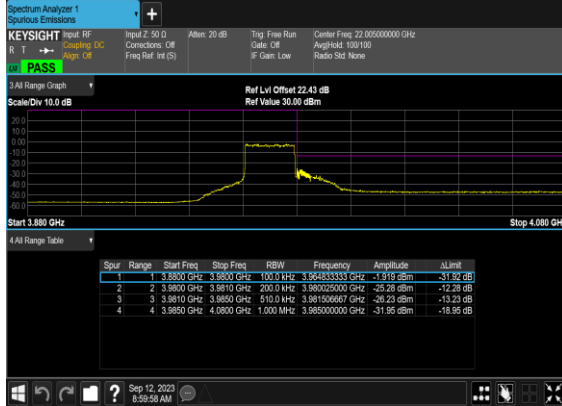 Spectrum Analyzer 1
Spurious Emissions
+
KEYSIGHT Input: RF Input Z: 50 Ω Atten: 20 dB Trig: Free Run Center Freq: 22.005000000 GHz
R T Coupling: DC Corrections: Off Gate: Off Avg|Hold: 100/100
Align: Off Freq Ref: Int (S) IF Gain: Low Radio Std: None
PASS
3 All Range Graph
Ref Lvl Offset 22.43 dB
Scale/Div 10.0 dB Ref Value 30.00 dBm
20.0
10.0
0.00
-10.0
-20.0
-30.0
-40.0
-50.0
-60.0
Start 3.880 GHz Stop 4.080 GH
4 All Range Table
Spur Range Start Freq Stop Freq RBW Frequency Amplitude ΔLimit
1 1 3.8800 GHz 3.9800 GHz 100.0 kHz 3.964833333 GHz -1.919 dBm -31.92 dB
2 2 3.9800 GHz 3.9810 GHz 200.0 kHz 3.980025000 GHz -25.28 dBm -12.28 dB
3 3 3.9810 GHz 3.9850 GHz 510.0 kHz 3.981506667 GHz -26.23 dBm -13.23 dB
4 4 3.9850 GHz 4.0800 GHz 1.000 MHz 3.985000000 GHz -31.95 dBm -18.95 dB
? Sep 12, 2023
8:59:58 AM